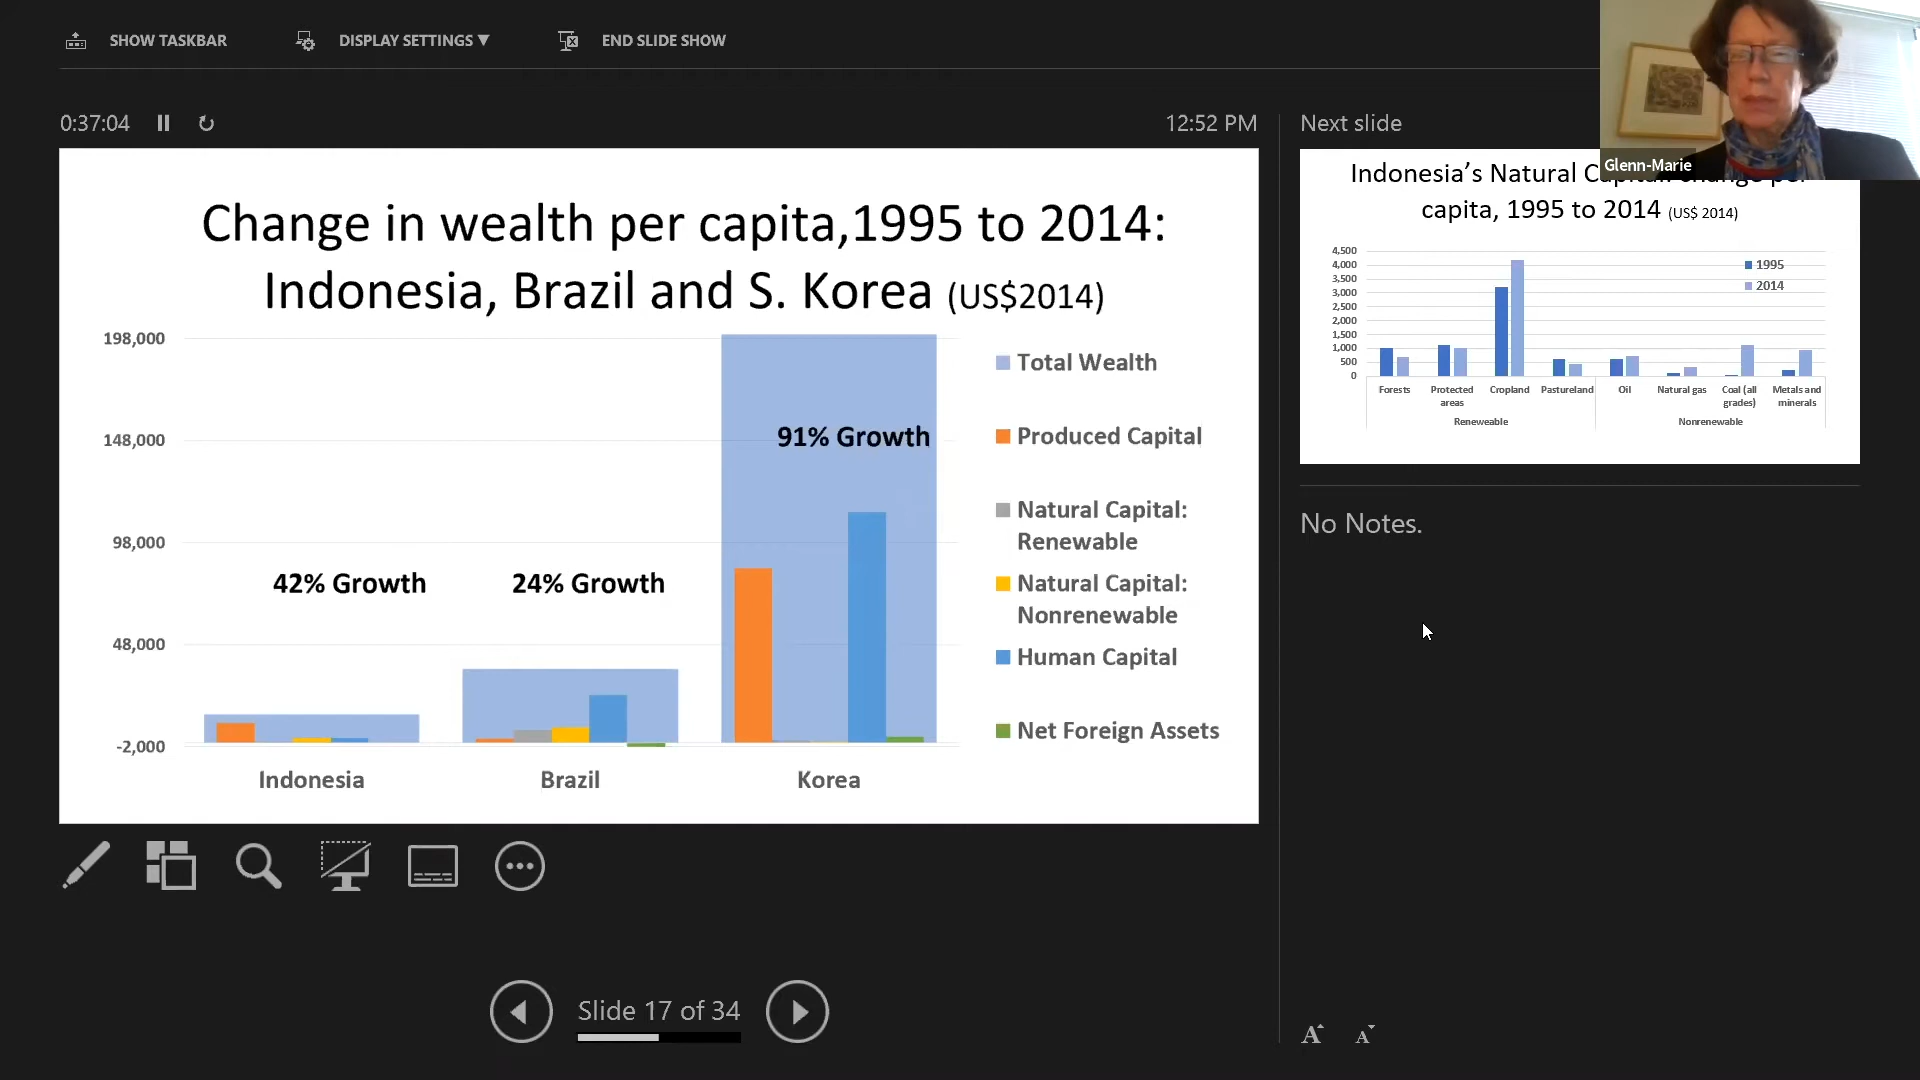 SHOW TASKBAR
DISPLAY SETTINGS ▼
END SLIDE SHOW
0:37:04
12:52 PM
Next slide
Glenn-Marie
Change in wealth per capita,1995 to 2014:
Indonesia, Brazil and S. Korea (US$2014)
198,000
148,000
98,000
48,000
-2,000
42% Growth
24% Growth
91% Growth
Indonesia
Brazil
Korea
Total Wealth
Produced Capital
Natural Capital:
Renewable
Natural Capital:
Nonrenewable
Human Capital
Net Foreign Assets
Indonesia's Natural
capita, 1995 to 2014 (US$ 2014)
4,500
4,000
3,500
3,000
2,500
2,000
1,500
1,000
500
0
1995
2014
Forests
Protected
areas
Cropland
Pastureland
Oil
Natural gas
Coal (all
grades)
Metals and
minerals
Reneweable
Nonrenewable
No Notes.
Slide 17 of 34
A
A